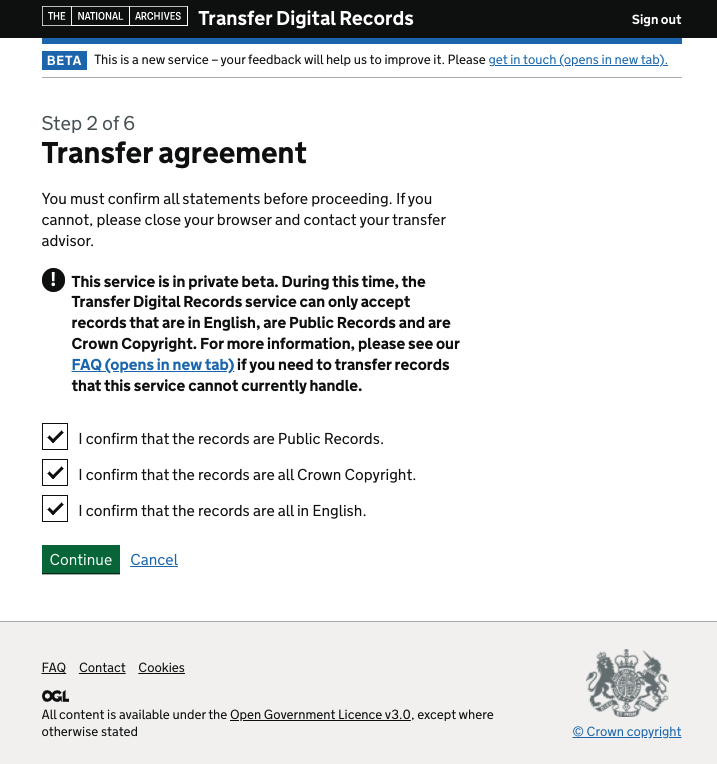 THE NATIONAL ARCHIVES Transfer Digital Records Sign out
BETA This is a new service – your feedback will help us to improve it. Please get in touch (opens in new tab).
Step 2 of 6
Transfer agreement
You must confirm all statements before proceeding. If you
cannot, please close your browser and contact your transfer
advisor.
! This service is in private beta. During this time, the
Transfer Digital Records service can only accept
records that are in English, are Public Records and are
Crown Copyright. For more information, please see our
FAQ (opens in new tab) if you need to transfer records
that this service cannot currently handle.
I confirm that the records are Public Records.
I confirm that the records are all Crown Copyright.
I confirm that the records are all in English.
Continue Cancel
FAQ Contact Cookies
OGL
All content is available under the Open Government Licence v3.0, except where
otherwise stated
© Crown copyright